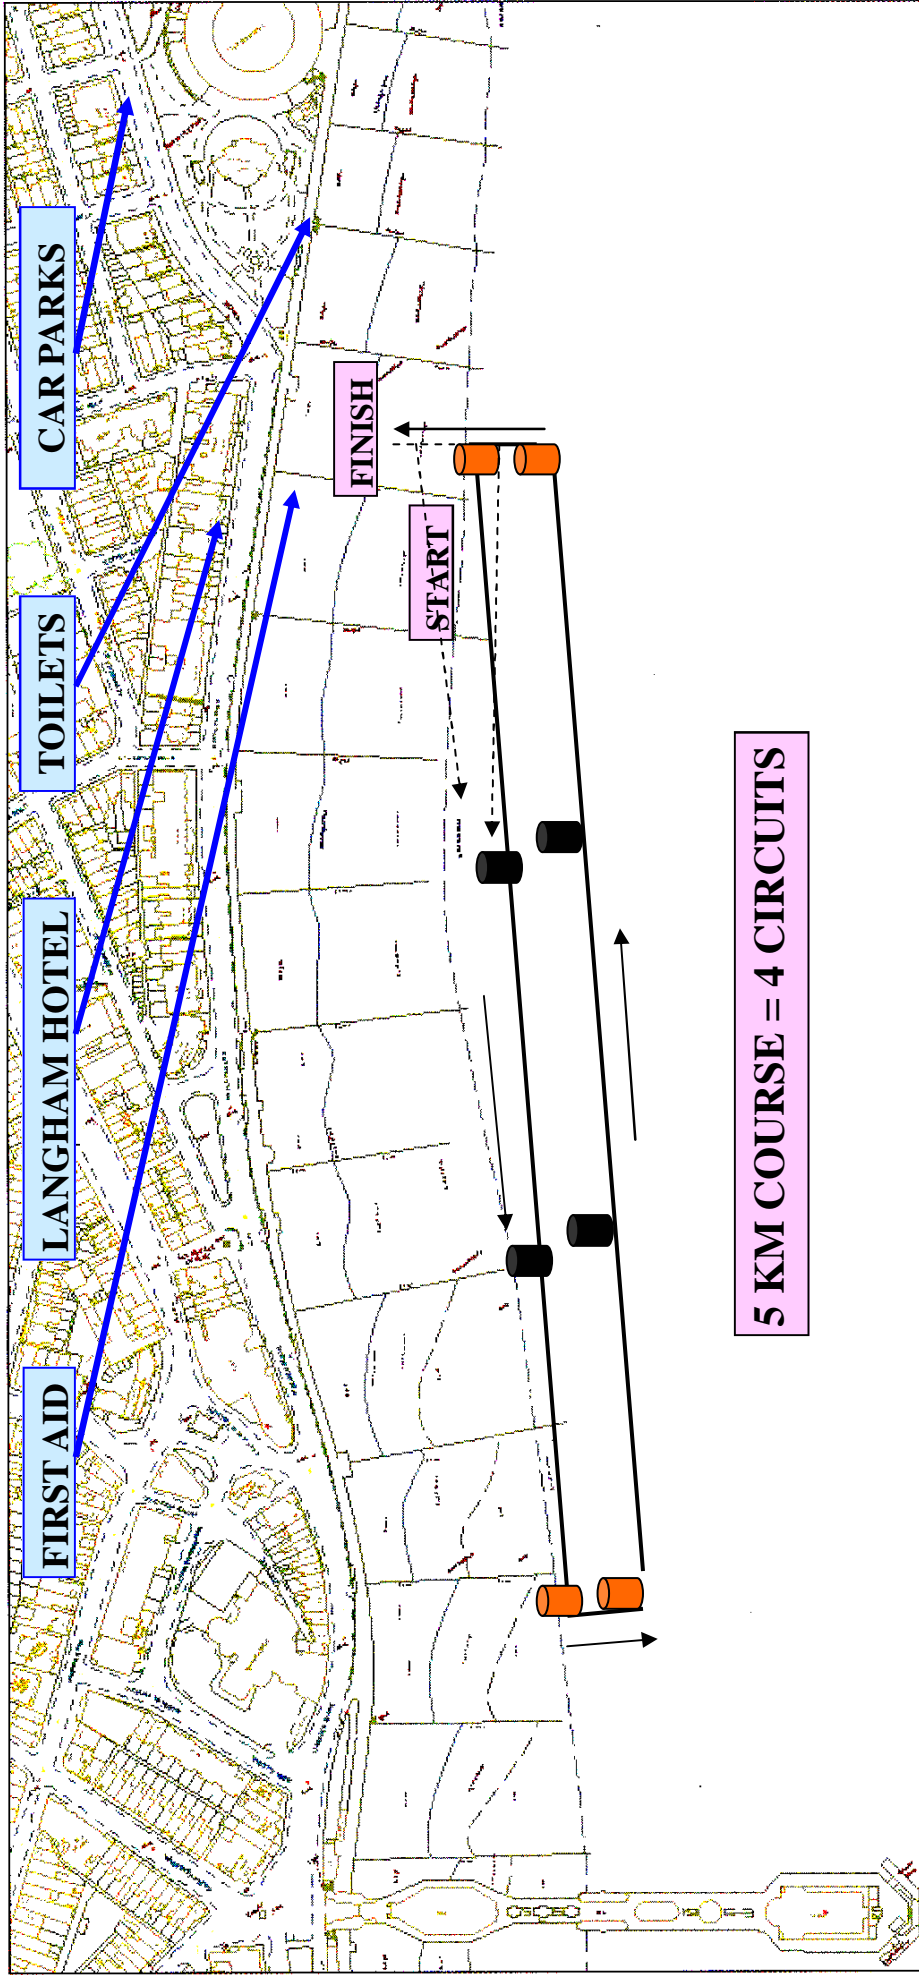 FIRST AID
LANGHAM HOTEL
TOILETS
CAR PARKS
FINISH
START
5 KM COURSE = 4 CIRCUITS